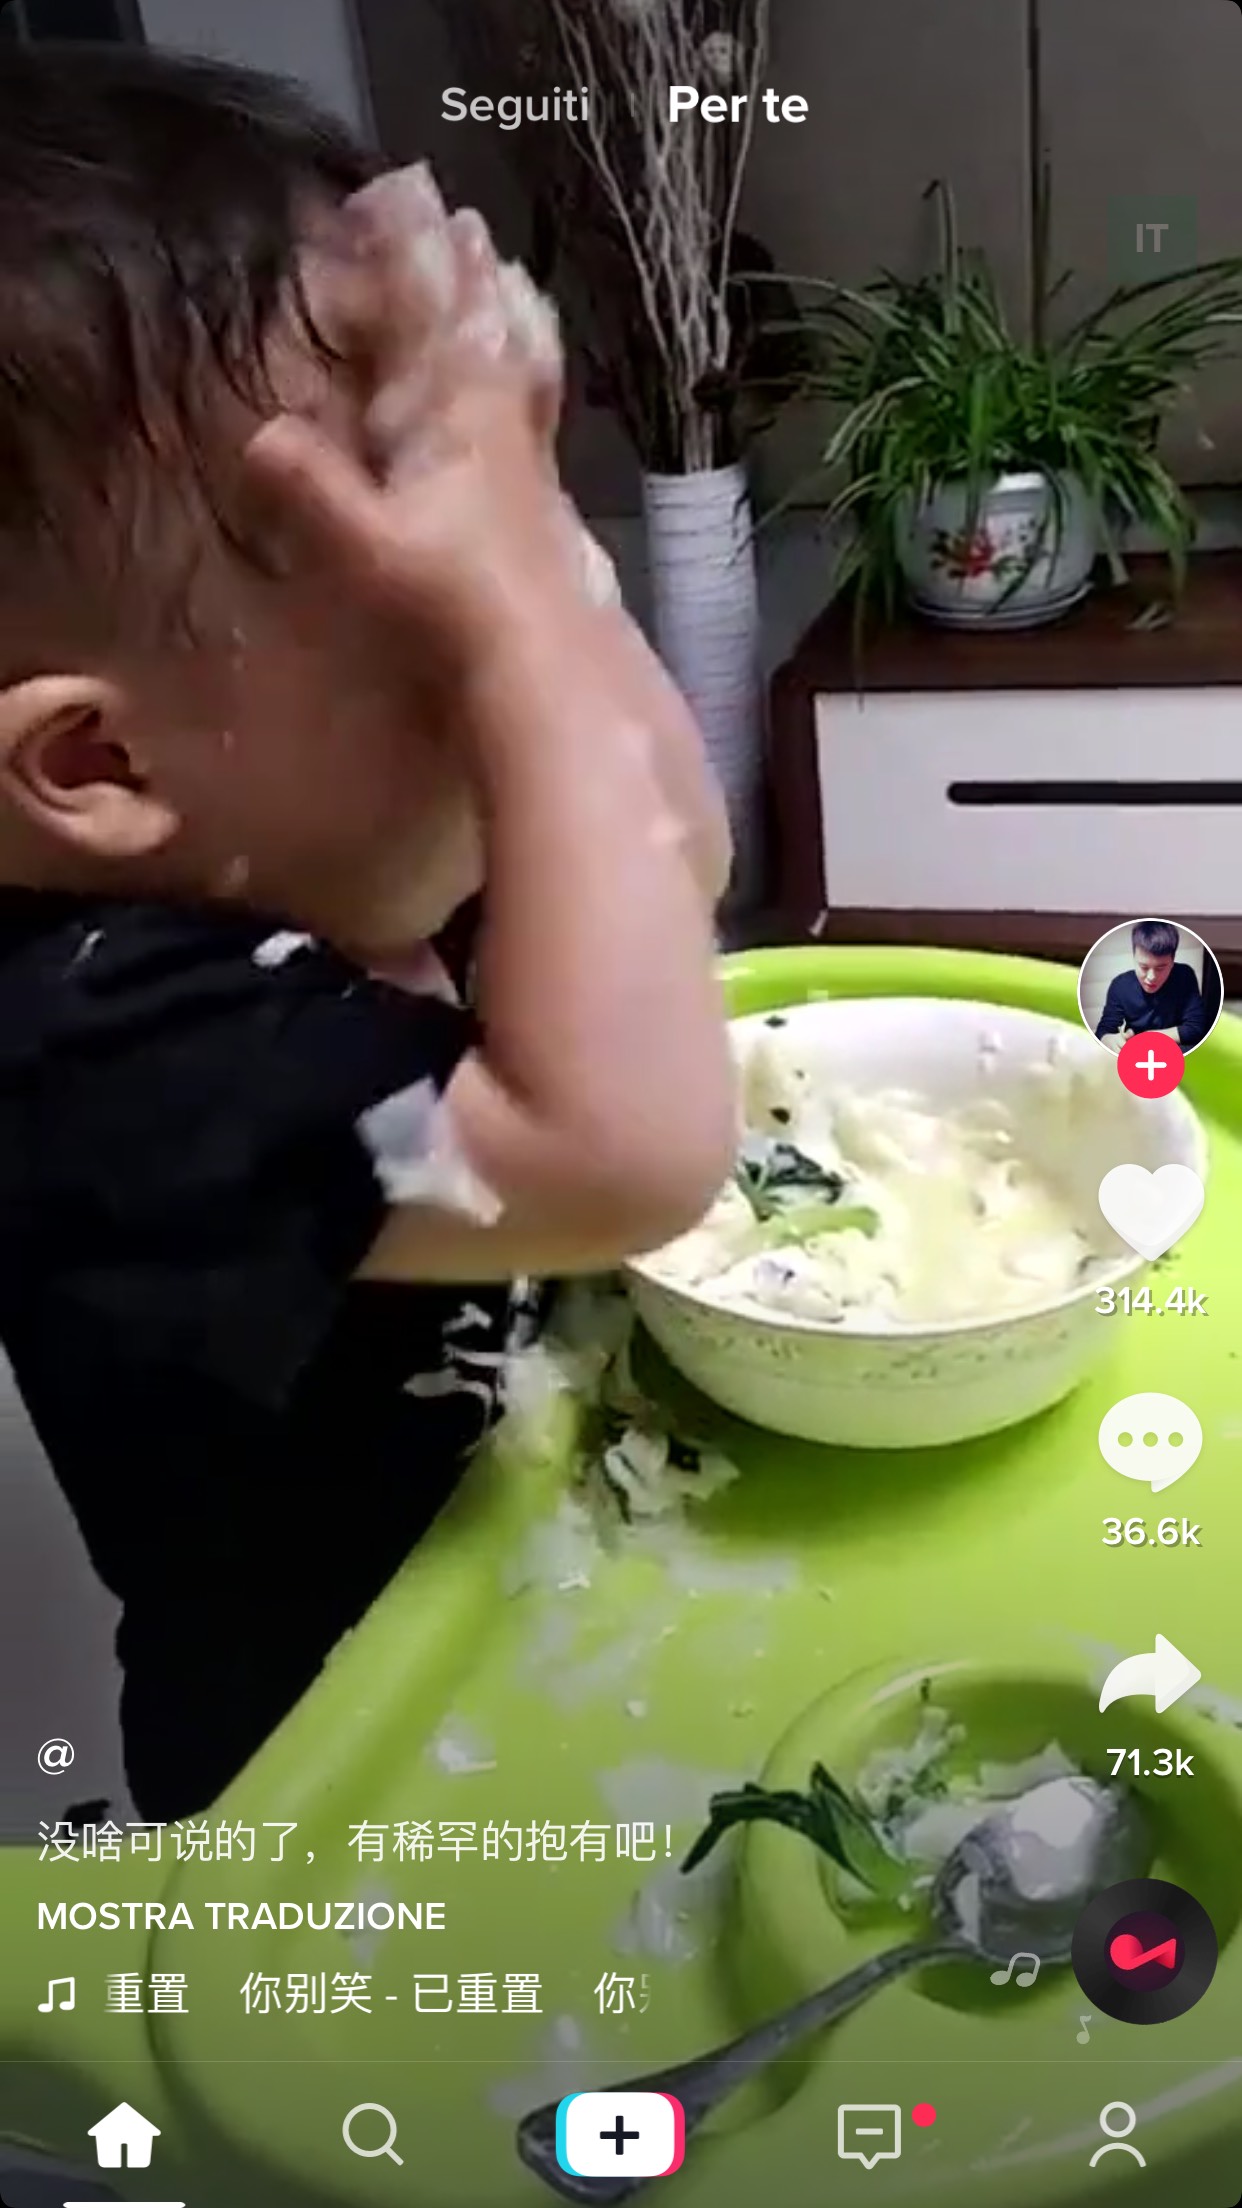 Seguiti Per te
IT
314.4k
36.6k
71.3k
@
没啥可说的了，有稀罕的抱有吧！
MOSTRA TRADUZIONE
重置 你别笑 - 已重置 你